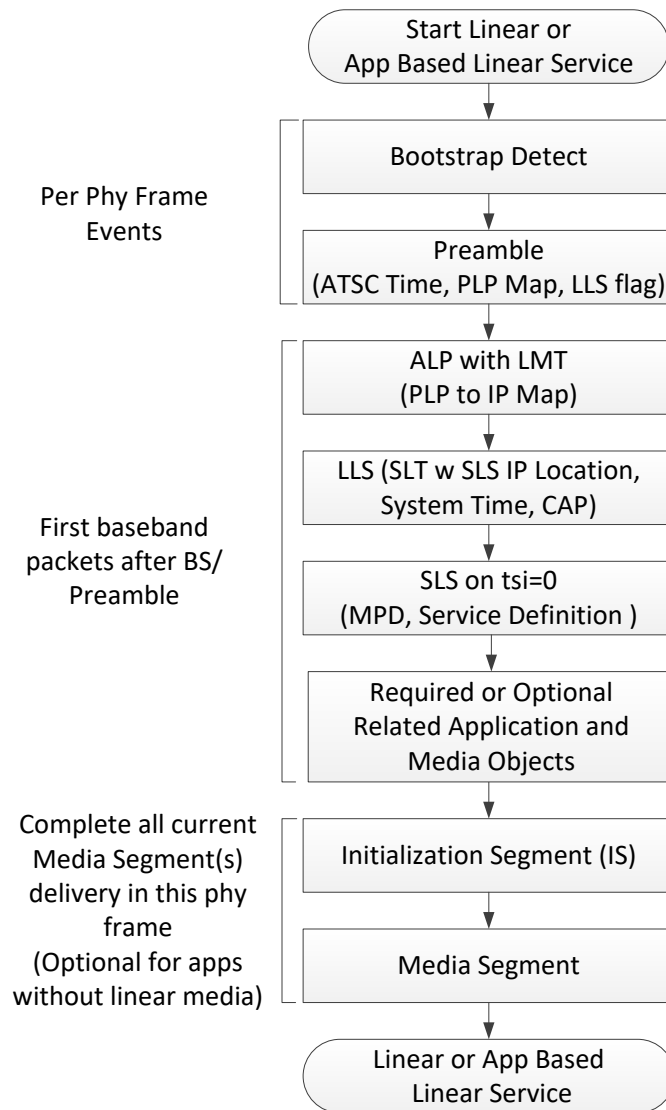 Start Linear or
App Based Linear Service
Per Phy Frame
Events
Bootstrap Detect
Preamble
(ATSC Time, PLP Map, LLS flag)
First baseband
packets after BS/
Preamble
ALP with LMT
(PLP to IP Map)
LLS (SLT w SLS IP Location,
System Time, CAP)
SLS on tsi=0
(MPD, Service Definition )
Required or Optional
Related Application and
Media Objects
Complete all current
Media Segment(s)
delivery in this phy
frame
(Optional for apps
without linear media)
Initialization Segment (IS)
Media Segment
Linear or App Based
Linear Service